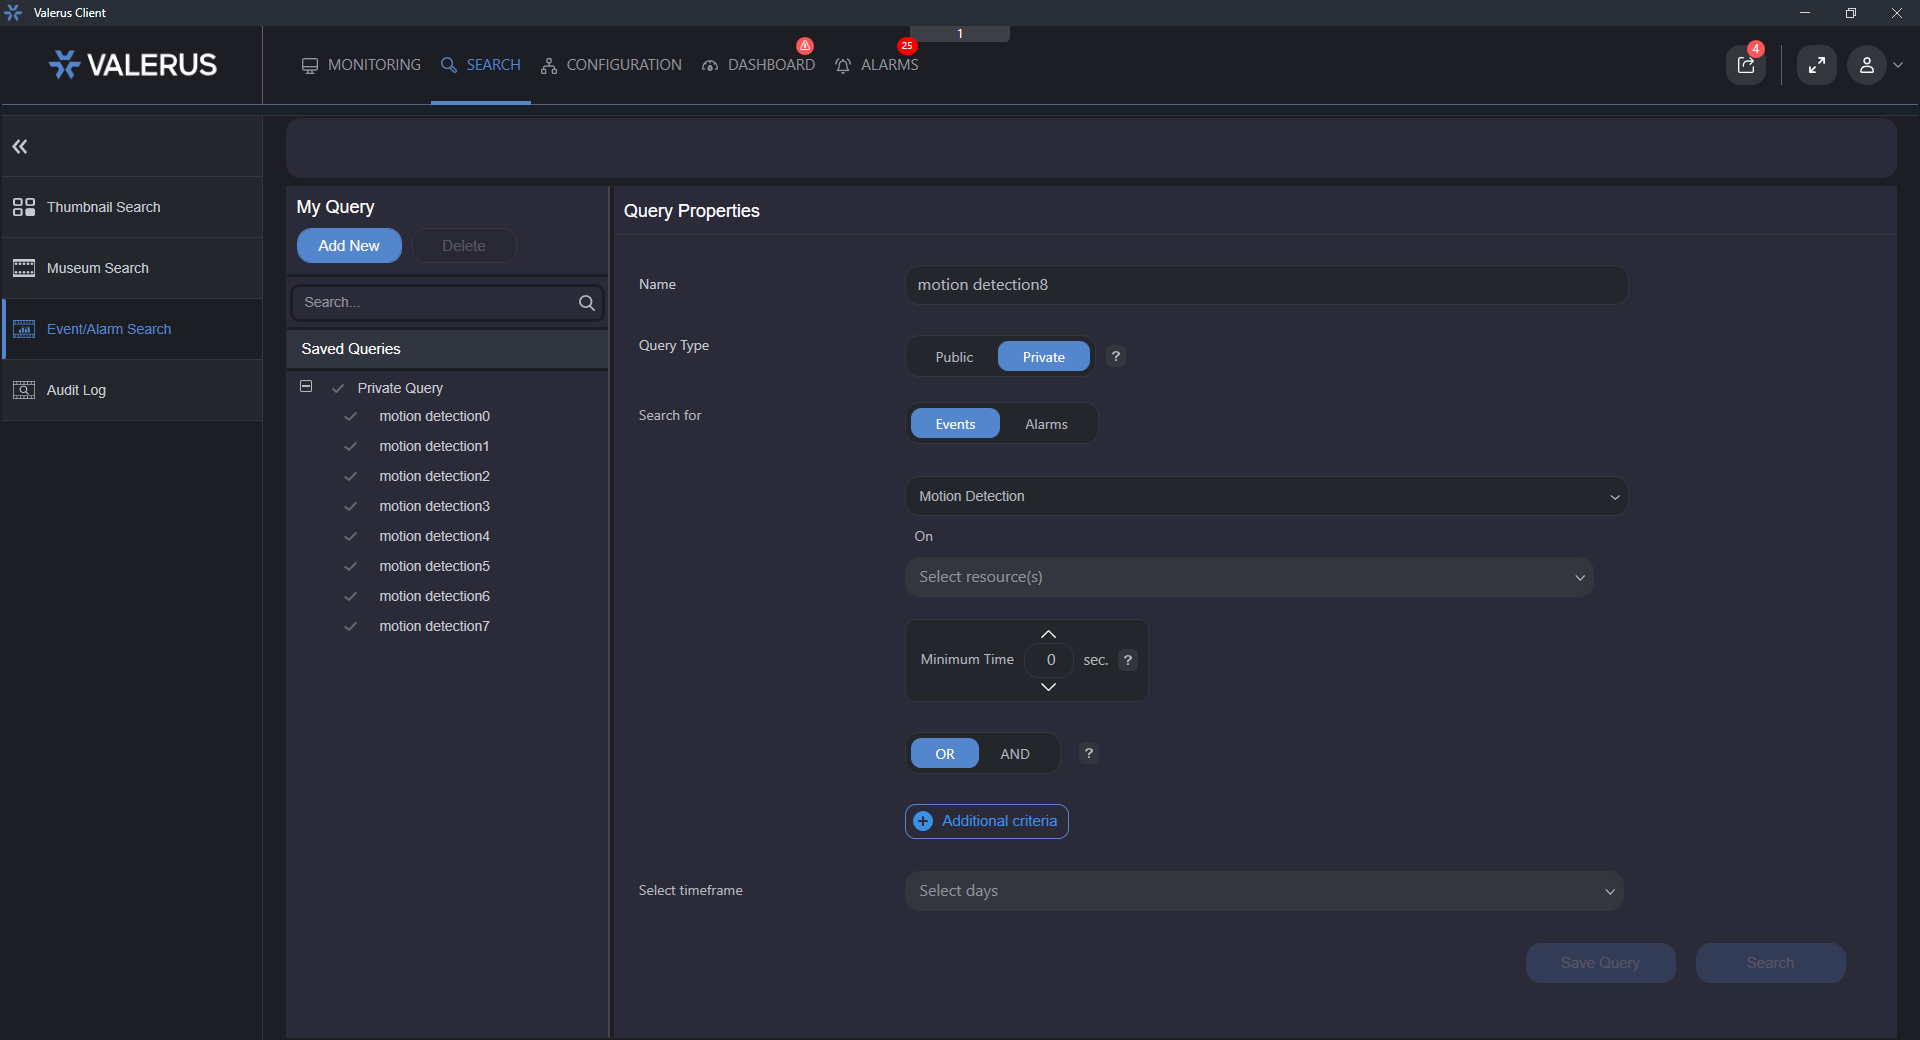 Valerus Client
1
VALERUS
MONITORING
SEARCH
CONFIGURATION
DASHBOARD
25
ALARMS
4
Thumbnail Search
Museum Search
Event/Alarm Search
Audit Log
My Query
Add New
Delete
Search...
Saved Queries
Private Query
motion detection0
motion detection1
motion detection2
motion detection3
motion detection4
motion detection5
motion detection6
motion detection7
Query Properties
Name
motion detection8
Query Type
Public
Private
?
Search for
Events
Alarms
Motion Detection
On
Select resource(s)
Minimum Time
0
sec.
?
OR
AND
?
Additional criteria
Select timeframe
Select days
Save Query
Search